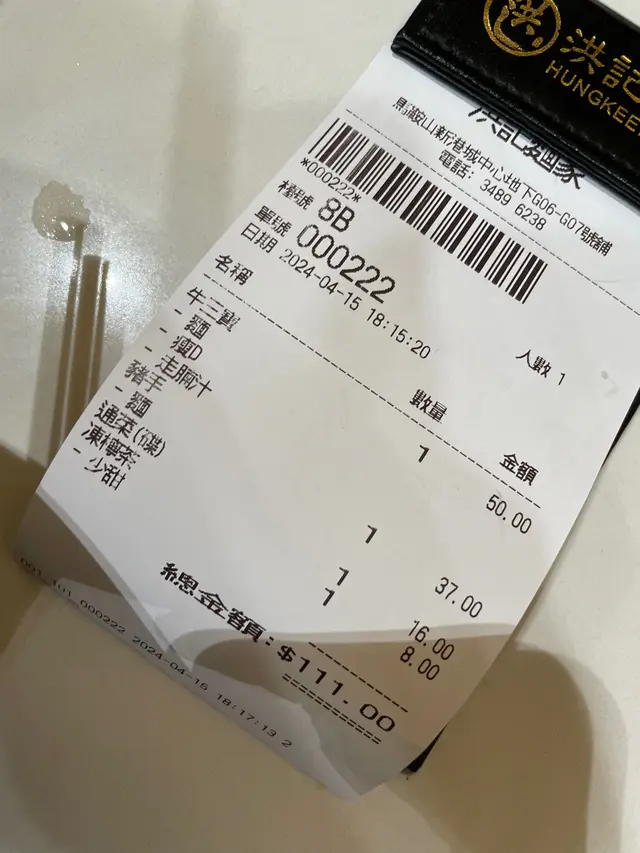 洪
洪記
HUNGKEE
洪記麵家
馬鞍山新港城中心地下G06-G07號舖
電話: 3489 6238
*000222*
檯號 8B
單號 000222
日期 2024-04-15 18:15:20
人數 1
名稱 數量 金額
牛三寶 1 50.00
- 麵
- 瘦D
- 走腩汁
豬手 1 37.00
- 麵
通菜(碟) 1 16.00
凍檸茶 1 8.00
- 少甜
總金額: $111.00
001 101 000222 2024-04-15 18:17:13 2